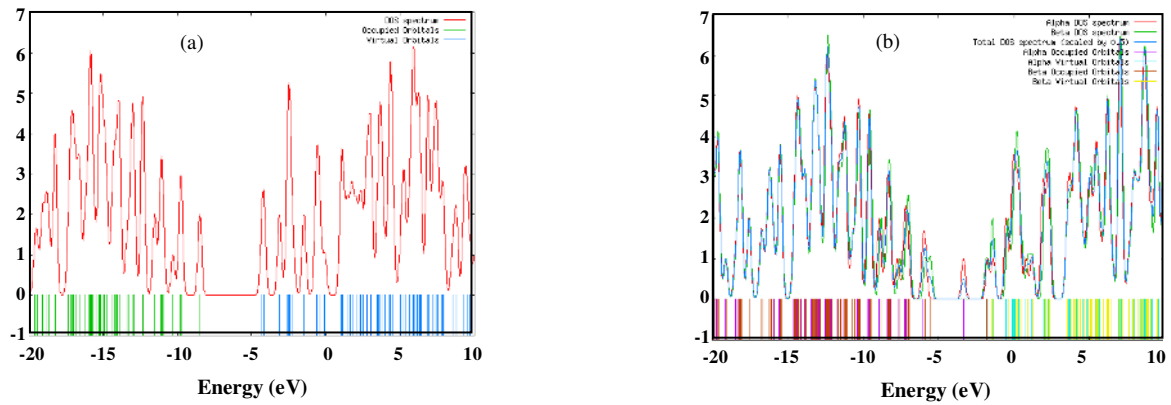 7
6
5
4
3
2
1
0
-1
-20
-15
-10
-5
0
5
10
(a)
DOS spectrum
Occupied Orbitals
Virtual Orbitals
Energy (eV)
7
6
5
4
3
2
1
0
-1
-20
-15
-10
-5
0
5
10
(b)
Alpha DOS spectrum
Beta DOS spectrum
Total DOS spectrum (scaled by 0.5)
Alpha Occupied Orbitals
Alpha Virtual Orbitals
Beta Occupied Orbitals
Beta Virtual Orbitals
Energy (eV)